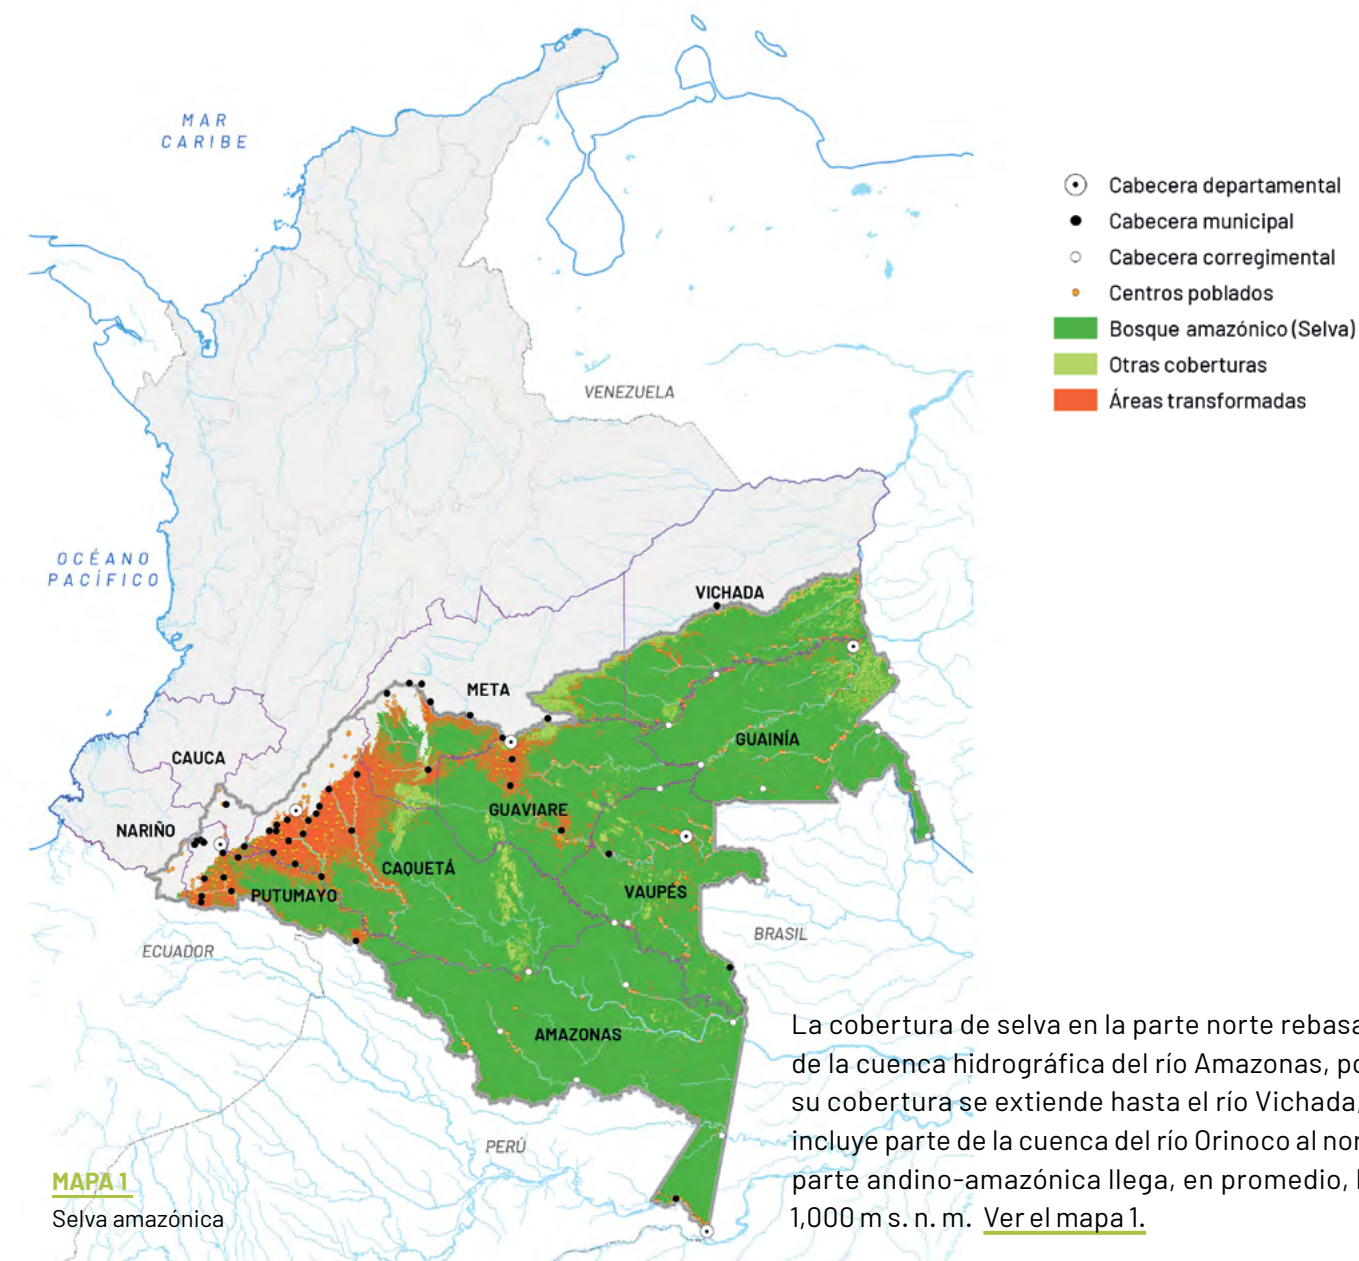 MAR
CARIBE
Cabecera departamental
Cabecera municipal
Cabecera corregimental
Centros poblados
Bosque amazónico (Selva)
Otras coberturas
Áreas transformadas
VENEZUELA
OCÉANO
PACÍFICO
VICHADA
META
GUAINÍA
CAUCA
GUAVIARE
NARIÑO
CAQUETÁ
PUTUMAYO
VAUPÉS
BRASIL
ECUADOR
AMAZONAS
PERÚ
La cobertura de selva en la parte norte rebasa
de la cuenca hidrográfica del río Amazonas,
su cobertura se extiende hasta el río Vichada,
incluye parte de la cuenca del río Orinoco al
parte andino-amazónica llega, en promedio,
1,000 m s. n. m. Ver el mapa 1.
MAPA 1
Selva amazónica